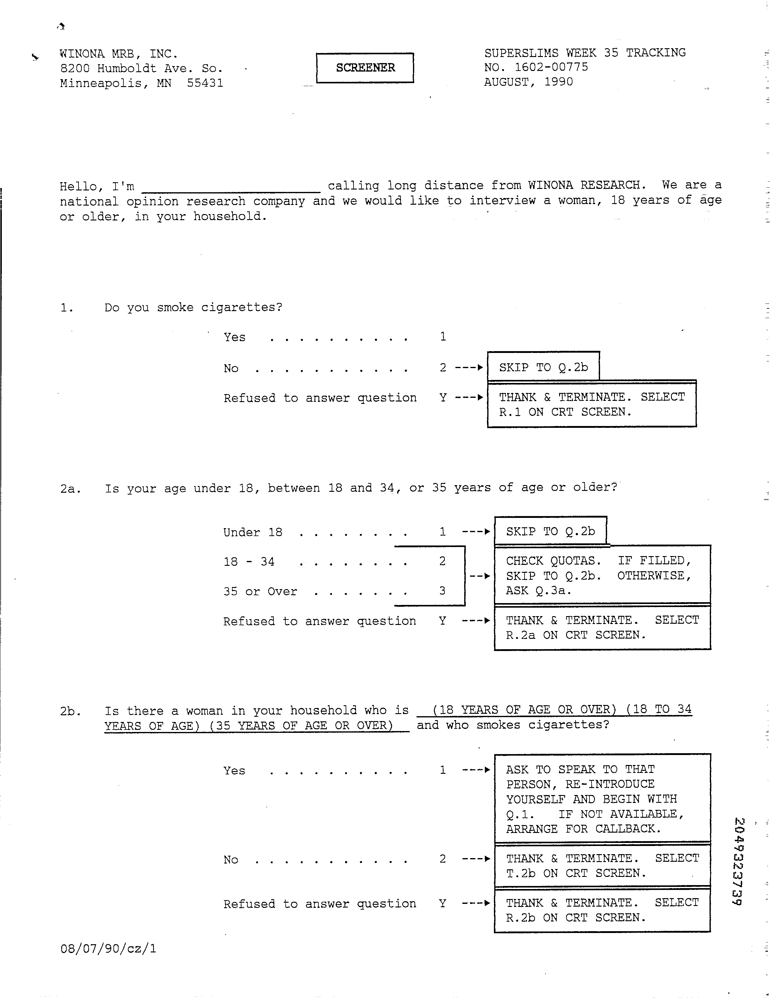 WINONA MRB, INC.
8200 Humboldt Ave. So.
Minneapolis, MN 55431
SCREENER
SUPERSLIMS WEEK 35 TRACKING
NO. 1602-00775
AUGUST, 1990
Hello, I'm ____________________ calling long distance from WINONA RESEARCH. We are a
national opinion research company and we would like to interview a woman, 18 years of age
or older, in your household.
1. Do you smoke cigarettes?
Yes . . . . . . . . . . 1
No . . . . . . . . . . . 2 ---▶ SKIP TO Q.2b
Refused to answer question Y ---▶ THANK & TERMINATE. SELECT
R.1 ON CRT SCREEN.
2a. Is your age under 18, between 18 and 34, or 35 years of age or older?
Under 18 . . . . . . . . 1 ---▶ SKIP TO Q.2b
18 - 34 . . . . . . . . 2 CHECK QUOTAS. IF FILLED,
--▶ SKIP TO Q.2b. OTHERWISE,
35 or Over . . . . . . . 3 ASK Q.3a.
Refused to answer question Y ---▶ THANK & TERMINATE. SELECT
R.2a ON CRT SCREEN.
2b. Is there a woman in your household who is (18 YEARS OF AGE OR OVER) (18 TO 34
YEARS OF AGE) (35 YEARS OF AGE OR OVER) and who smokes cigarettes?
Yes . . . . . . . . . . 1 ---▶ ASK TO SPEAK TO THAT
PERSON, RE-INTRODUCE
YOURSELF AND BEGIN WITH
Q.1. IF NOT AVAILABLE,
ARRANGE FOR CALLBACK.
No . . . . . . . . . . . 2 ---▶ THANK & TERMINATE. SELECT
T.2b ON CRT SCREEN.
Refused to answer question Y ---▶ THANK & TERMINATE. SELECT
R.2b ON CRT SCREEN.
2049323739
08/07/90/cz/1